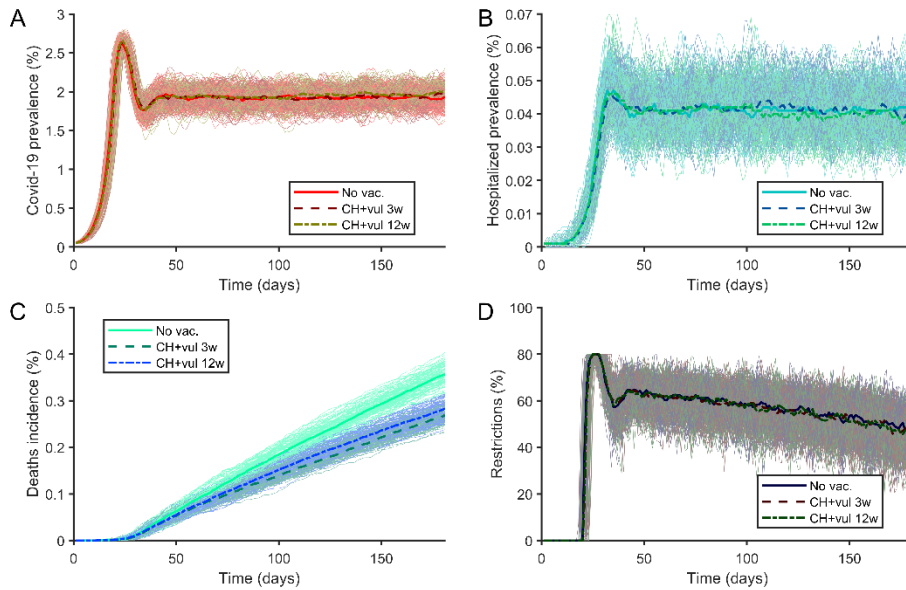 A
Covid-19 prevalence (%)
3
2.5
2
1.5
1
0.5
0
50
100
150
Time (days)
No vac.
CH+vul 3w
CH+vul 12w
B
Hospitalized prevalence (%)
0.07
0.06
0.05
0.04
0.03
0.02
0.01
0
0
50
100
150
Time (days)
No vac.
CH+vul 3w
CH+vul 12w
C
Deaths incidence (%)
0.5
0.4
0.3
0.2
0.1
0
0
50
100
150
Time (days)
No vac.
CH+vul 3w
CH+vul 12w
D
Restrictions (%)
100
80
60
40
20
0
0
50
100
150
Time (days)
No vac.
CH+vul 3w
CH+vul 12w